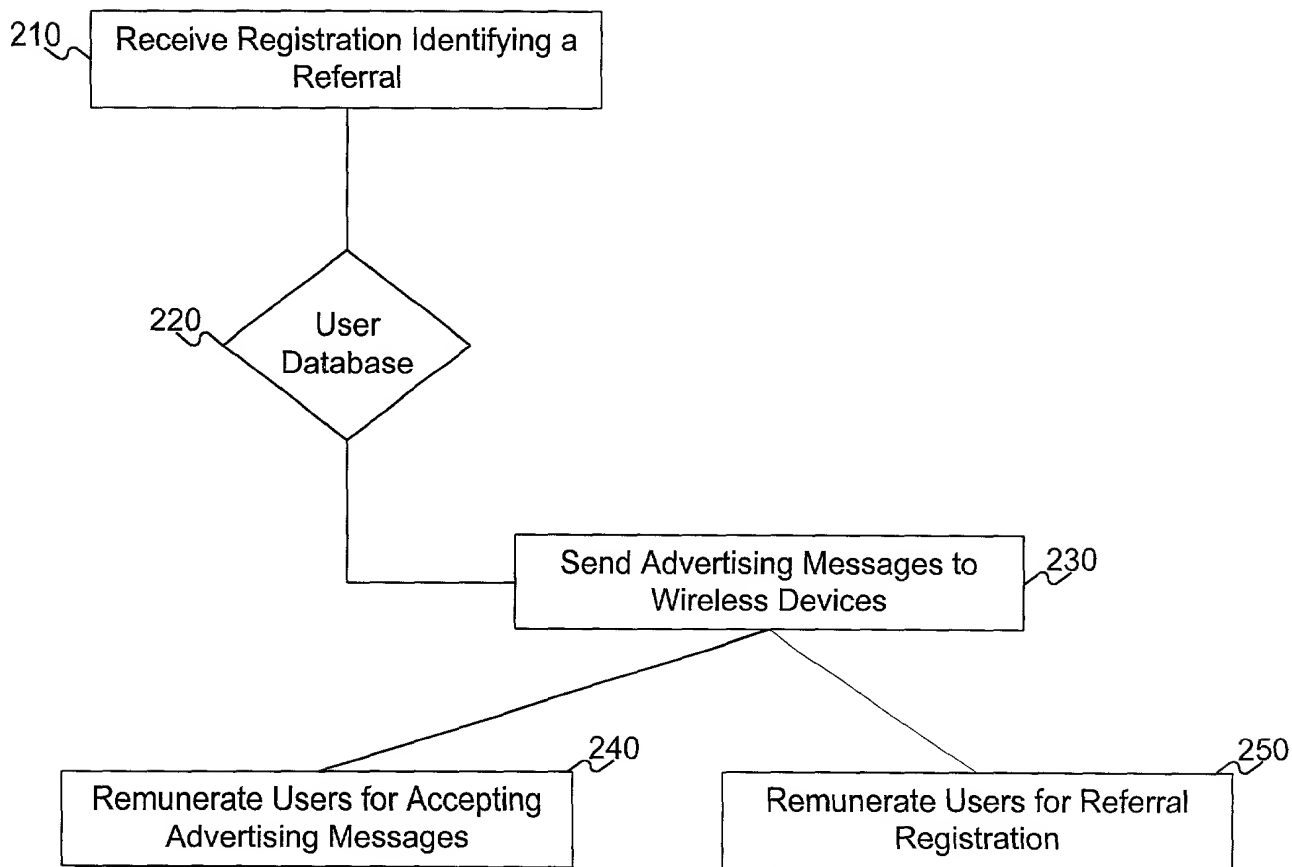 210
Receive Registration Identifying a
Referral
220
User
Database
Send Advertising Messages to
Wireless Devices
230
240
Remunerate Users for Accepting
Advertising Messages
250
Remunerate Users for Referral
Registration